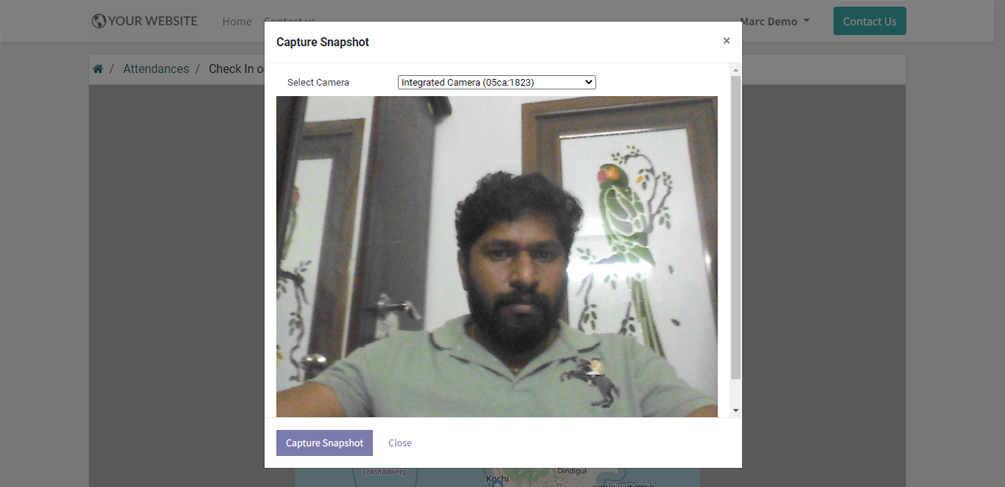 YOUR WEBSITE Home Contact us Marc Demo Contact Us
Capture Snapshot ×
/ Attendances / Check In o
Select Camera Integrated Camera (05ca:1823)
Capture Snapshot Close
Lakshadweep Kochi Dindigul